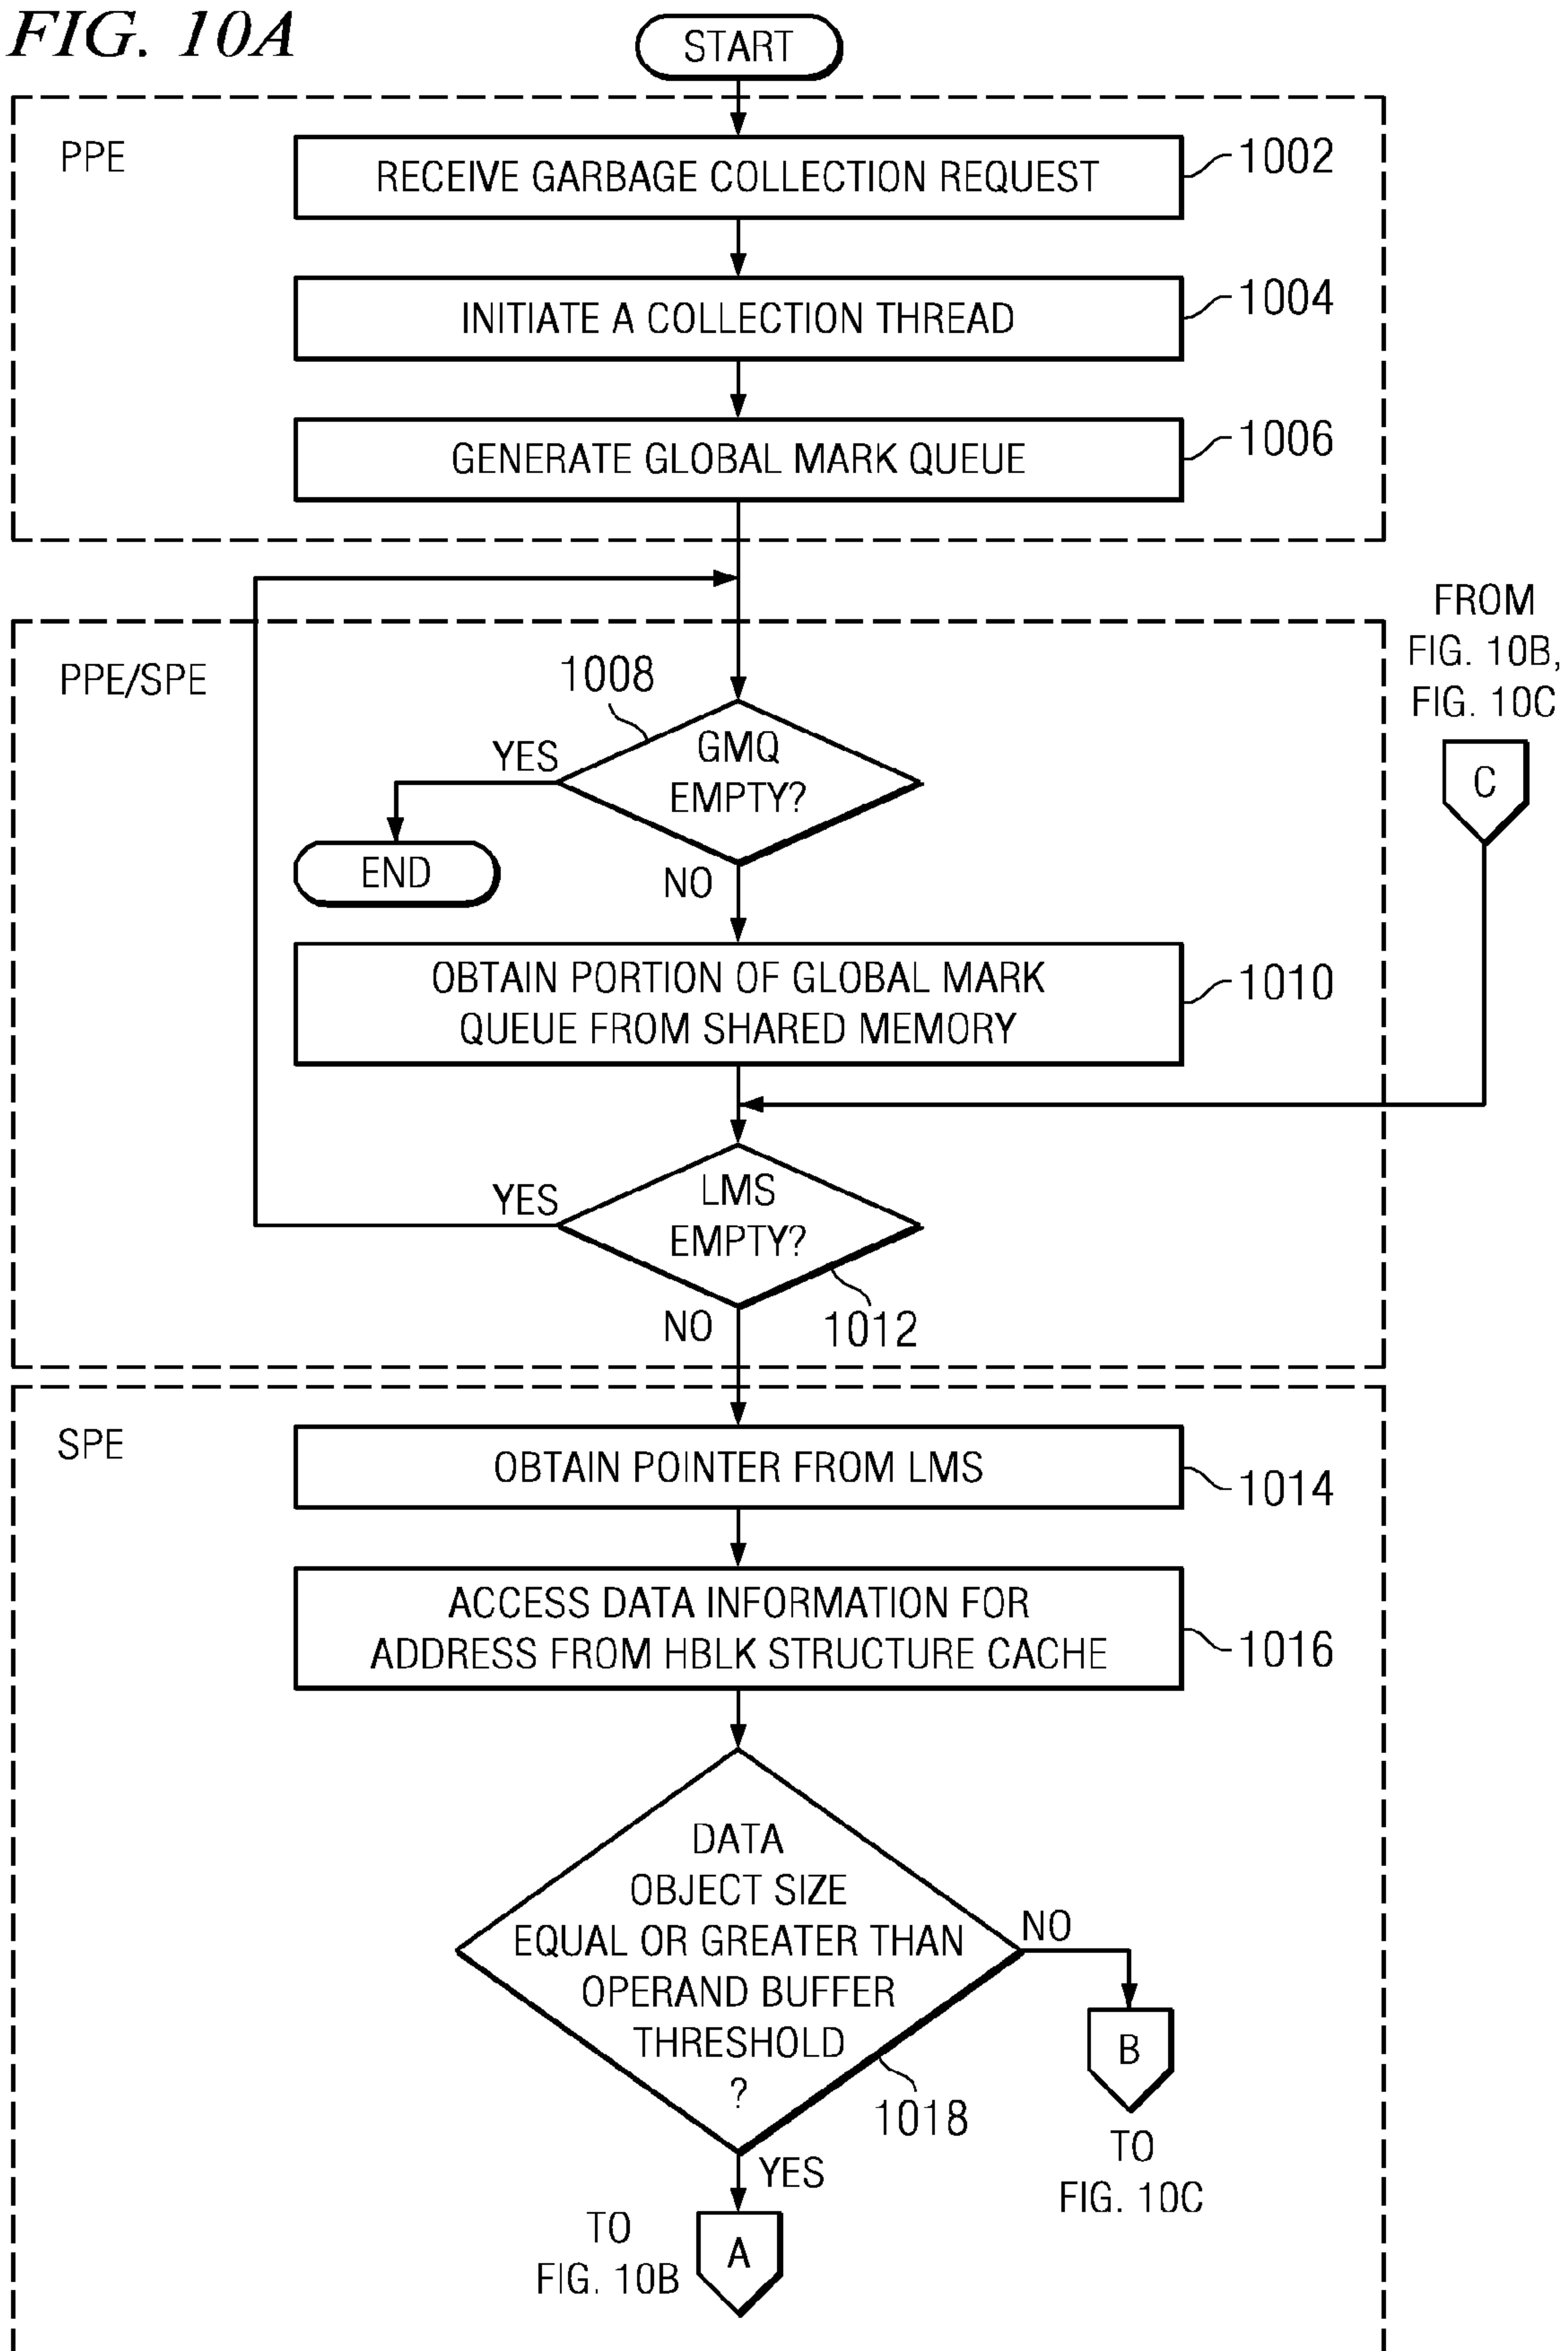 FIG. 10A
START
PPE
RECEIVE GARBAGE COLLECTION REQUEST
1002
INITIATE A COLLECTION THREAD
1004
GENERATE GLOBAL MARK QUEUE
1006
FROM
FIG. 10B,
FIG. 10C
C
PPE/SPE
1008
GMQ
EMPTY?
YES
END
NO
OBTAIN PORTION OF GLOBAL MARK
QUEUE FROM SHARED MEMORY
1010
LMS
EMPTY?
YES
NO
1012
SPE
OBTAIN POINTER FROM LMS
1014
ACCESS DATA INFORMATION FOR
ADDRESS FROM HBLK STRUCTURE CACHE
1016
DATA
OBJECT SIZE
EQUAL OR GREATER THAN
OPERAND BUFFER
THRESHOLD
?
1018
NO
B
TO
FIG. 10C
YES
TO
FIG. 10B
A